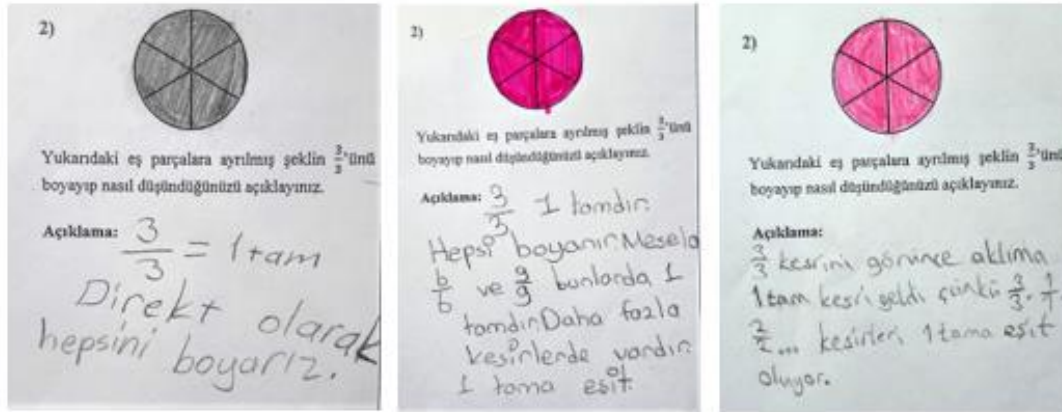 2)
Yukarıdaki eş parçalara ayrılmış şeklin 3/3'ünü
boyayıp nasıl düşündüğünüzü açıklayınız.
Açıklama: 3/3 = 1 tam
Direkt olarak
hepsini boyarız.
2)
Yukarıdaki eş parçalara ayrılmış şeklin 3/3'ünü
boyayıp nasıl düşündüğünüzü açıklayınız.
Açıklama: 3/3 1 tamdır.
Hepsi boyanır. Mesela
6/6 ve 9/9 bunlarda 1
tamdır. Daha fazla
kesirlerde vardır.
1 tama eşit.
2)
Yukarıdaki eş parçalara ayrılmış şeklin 3/3'ünü
boyayıp nasıl düşündüğünüzü açıklayınız.
Açıklama:
3/3 kesrini görünce aklıma
1 tam kesri geldi çünkü 3/3, 1/1
2/2 ... kesirleri 1 tama eşit
oluyor.